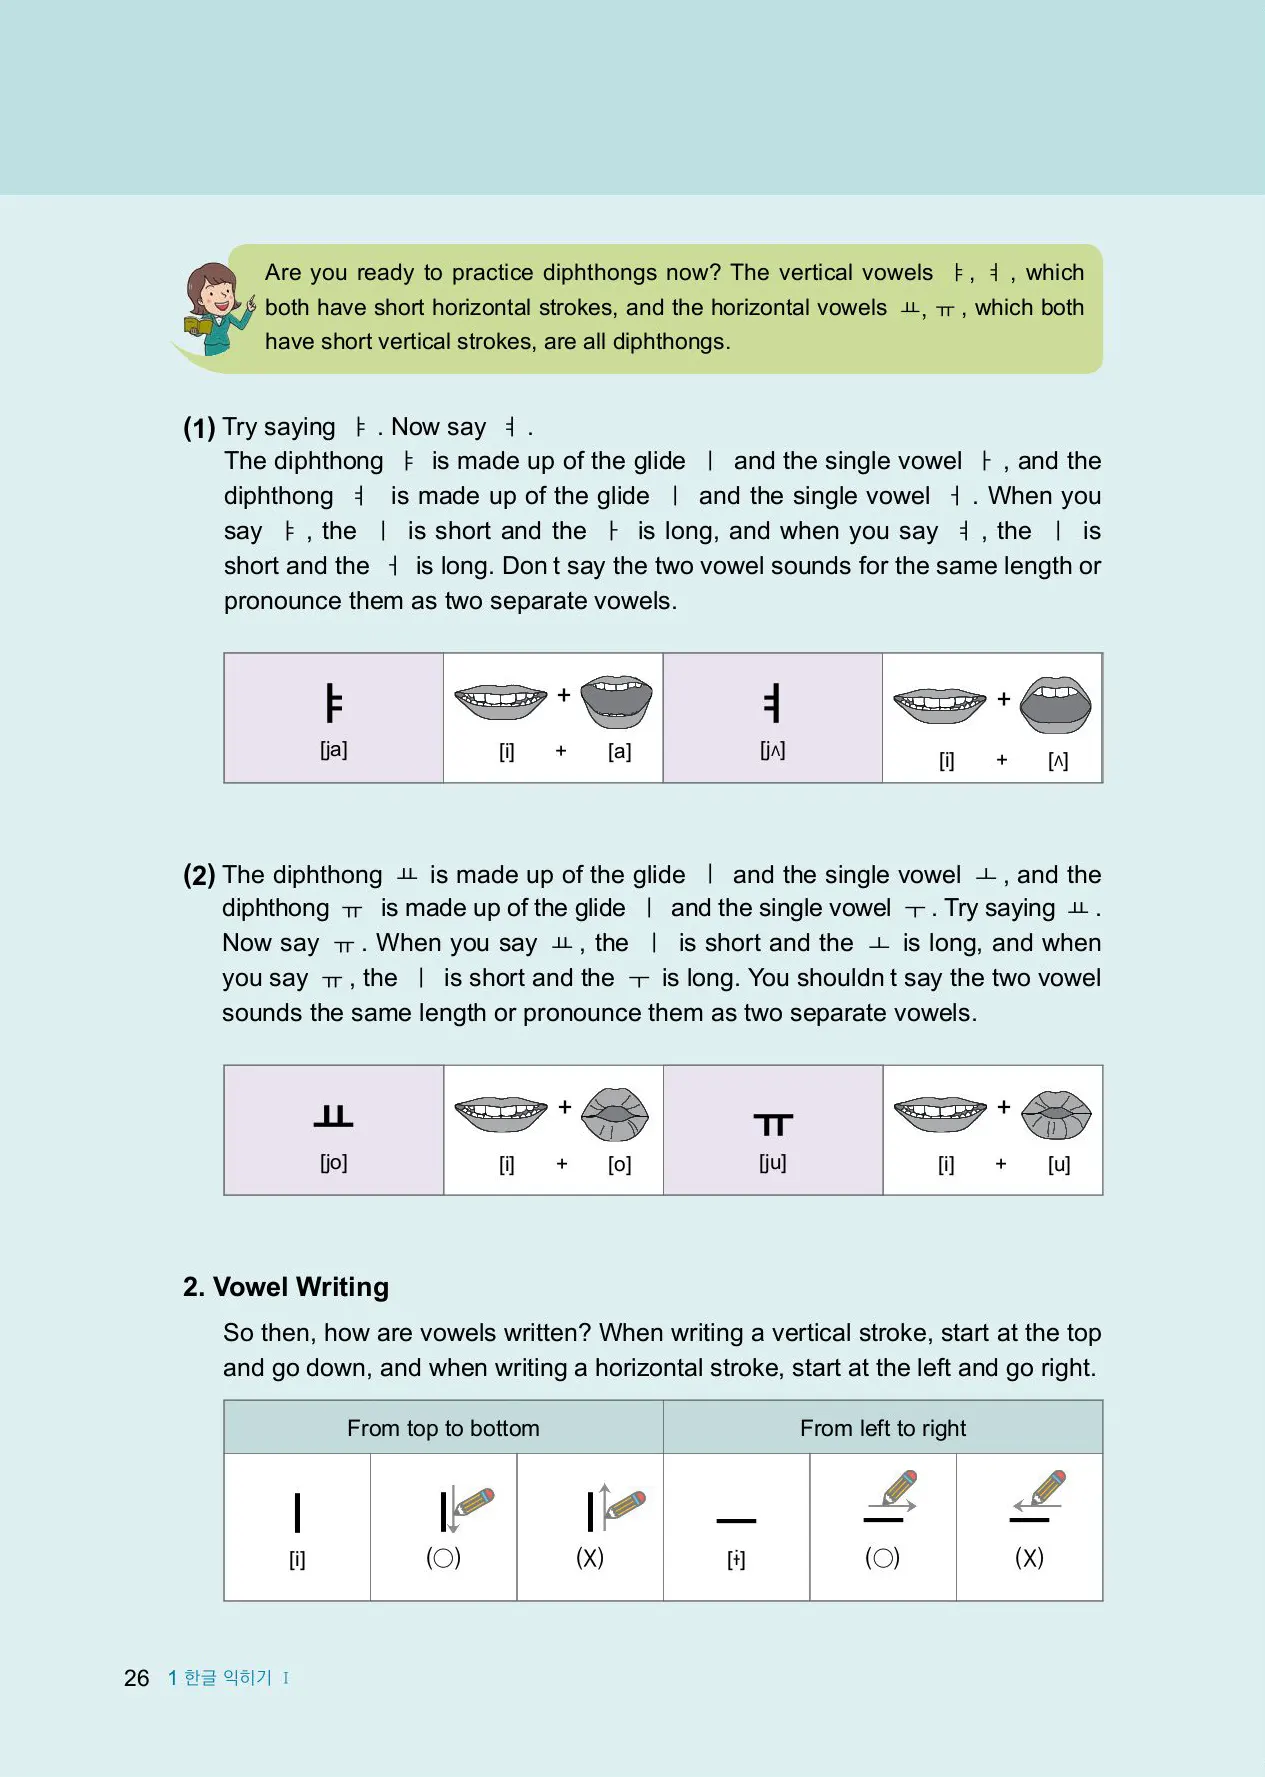 Are you ready to practice diphthongs now? The vertical vowels ㅑ, ㅕ, which
both have short horizontal strokes, and the horizontal vowels ㅛ, ㅠ, which both
have short vertical strokes, are all diphthongs.
(1) Try saying ㅑ. Now say ㅕ.
The diphthong ㅑ is made up of the glide ㅣ and the single vowel ㅏ, and the
diphthong ㅕ is made up of the glide ㅣ and the single vowel ㅓ. When you
say ㅑ, the ㅣ is short and the ㅏ is long, and when you say ㅕ, the ㅣ is
short and the ㅓ is long. Don t say the two vowel sounds for the same length or
pronounce them as two separate vowels.
ㅑ + ㅕ +
[ja] [i] + [a] [jʌ] [i] + [ʌ]
(2) The diphthong ㅛ is made up of the glide ㅣ and the single vowel ㅗ, and the
diphthong ㅠ is made up of the glide ㅣ and the single vowel ㅜ. Try saying ㅛ.
Now say ㅠ. When you say ㅛ, the ㅣ is short and the ㅗ is long, and when
you say ㅠ, the ㅣ is short and the ㅜ is long. You shouldn t say the two vowel
sounds the same length or pronounce them as two separate vowels.
ㅛ + ㅠ +
[jo] [i] + [o] [ju] [i] + [u]
2. Vowel Writing
So then, how are vowels written? When writing a vertical stroke, start at the top
and go down, and when writing a horizontal stroke, start at the left and go right.
From top to bottom From left to right
ㅣ ㅣ ㅣ ㅡ ㅡ ㅡ
[i] (○) (X) [ɨ] (○) (X)
26 1 한글 익히기 Ⅰ